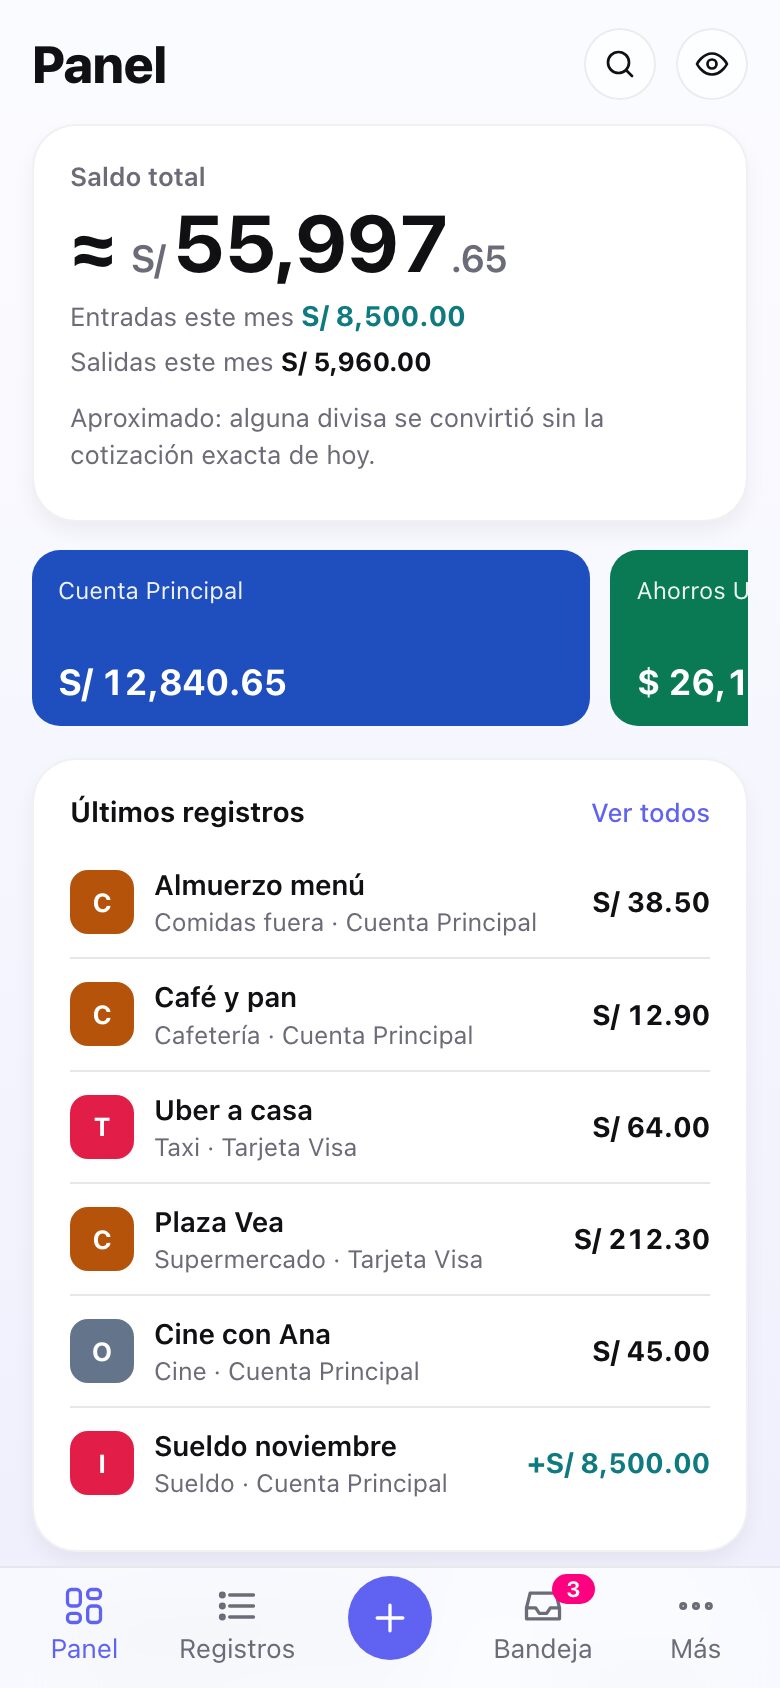 Panel
Saldo total
≈ S/ 55,997.65
Entradas este mes S/ 8,500.00
Salidas este mes S/ 5,960.00
Aproximado: alguna divisa se convirtió sin la
cotización exacta de hoy.
Cuenta Principal
S/ 12,840.65
Ahorros U
$ 26,1
Últimos registros
Ver todos
C
Almuerzo menú
Comidas fuera · Cuenta Principal
S/ 38.50
C
Café y pan
Cafetería · Cuenta Principal
S/ 12.90
T
Uber a casa
Taxi · Tarjeta Visa
S/ 64.00
C
Plaza Vea
Supermercado · Tarjeta Visa
S/ 212.30
O
Cine con Ana
Cine · Cuenta Principal
S/ 45.00
I
Sueldo noviembre
Sueldo · Cuenta Principal
+S/ 8,500.00
Panel
Registros
3
Bandeja
Más